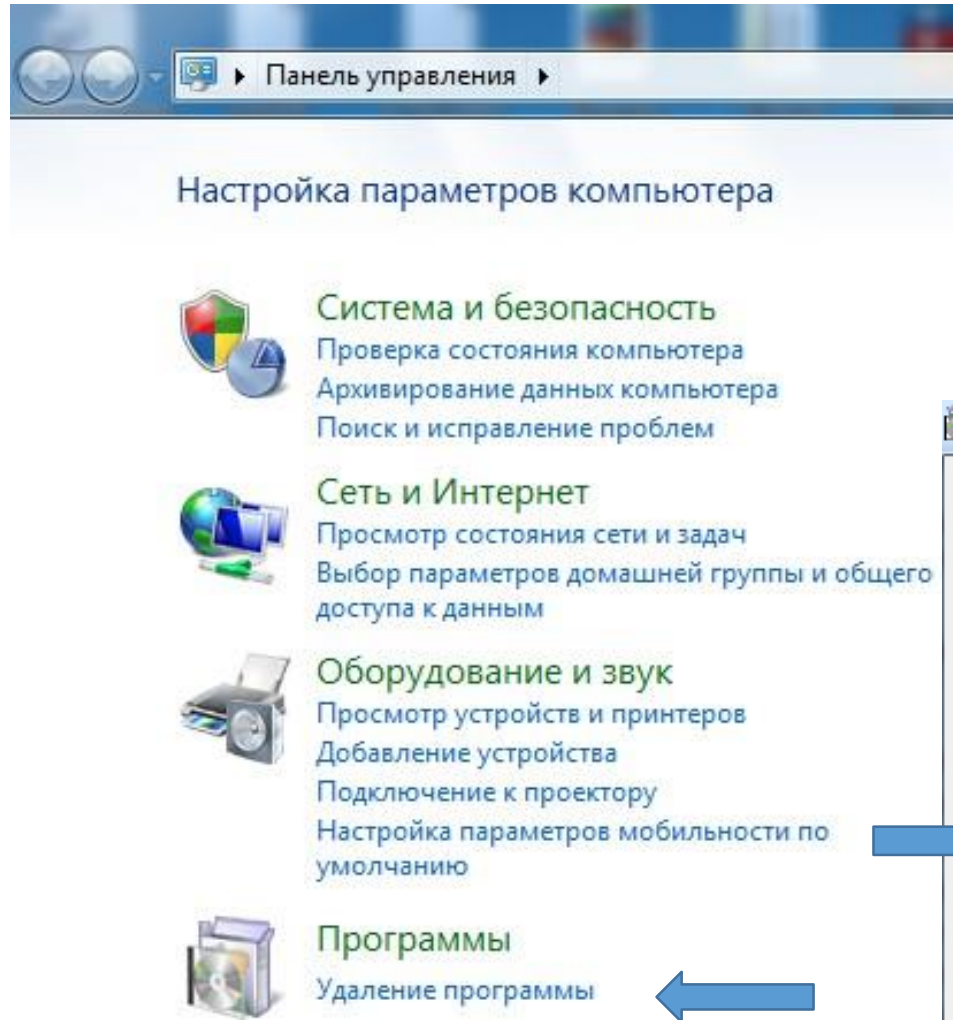 Панель управления
Настройка параметров компьютера
Система и безопасность
Проверка состояния компьютера
Архивирование данных компьютера
Поиск и исправление проблем
Сеть и Интернет
Просмотр состояния сети и задач
Выбор параметров домашней группы и общего
доступа к данным
Оборудование и звук
Просмотр устройств и принтеров
Добавление устройства
Подключение к проектору
Настройка параметров мобильности по
умолчанию
Программы
Удаление программы